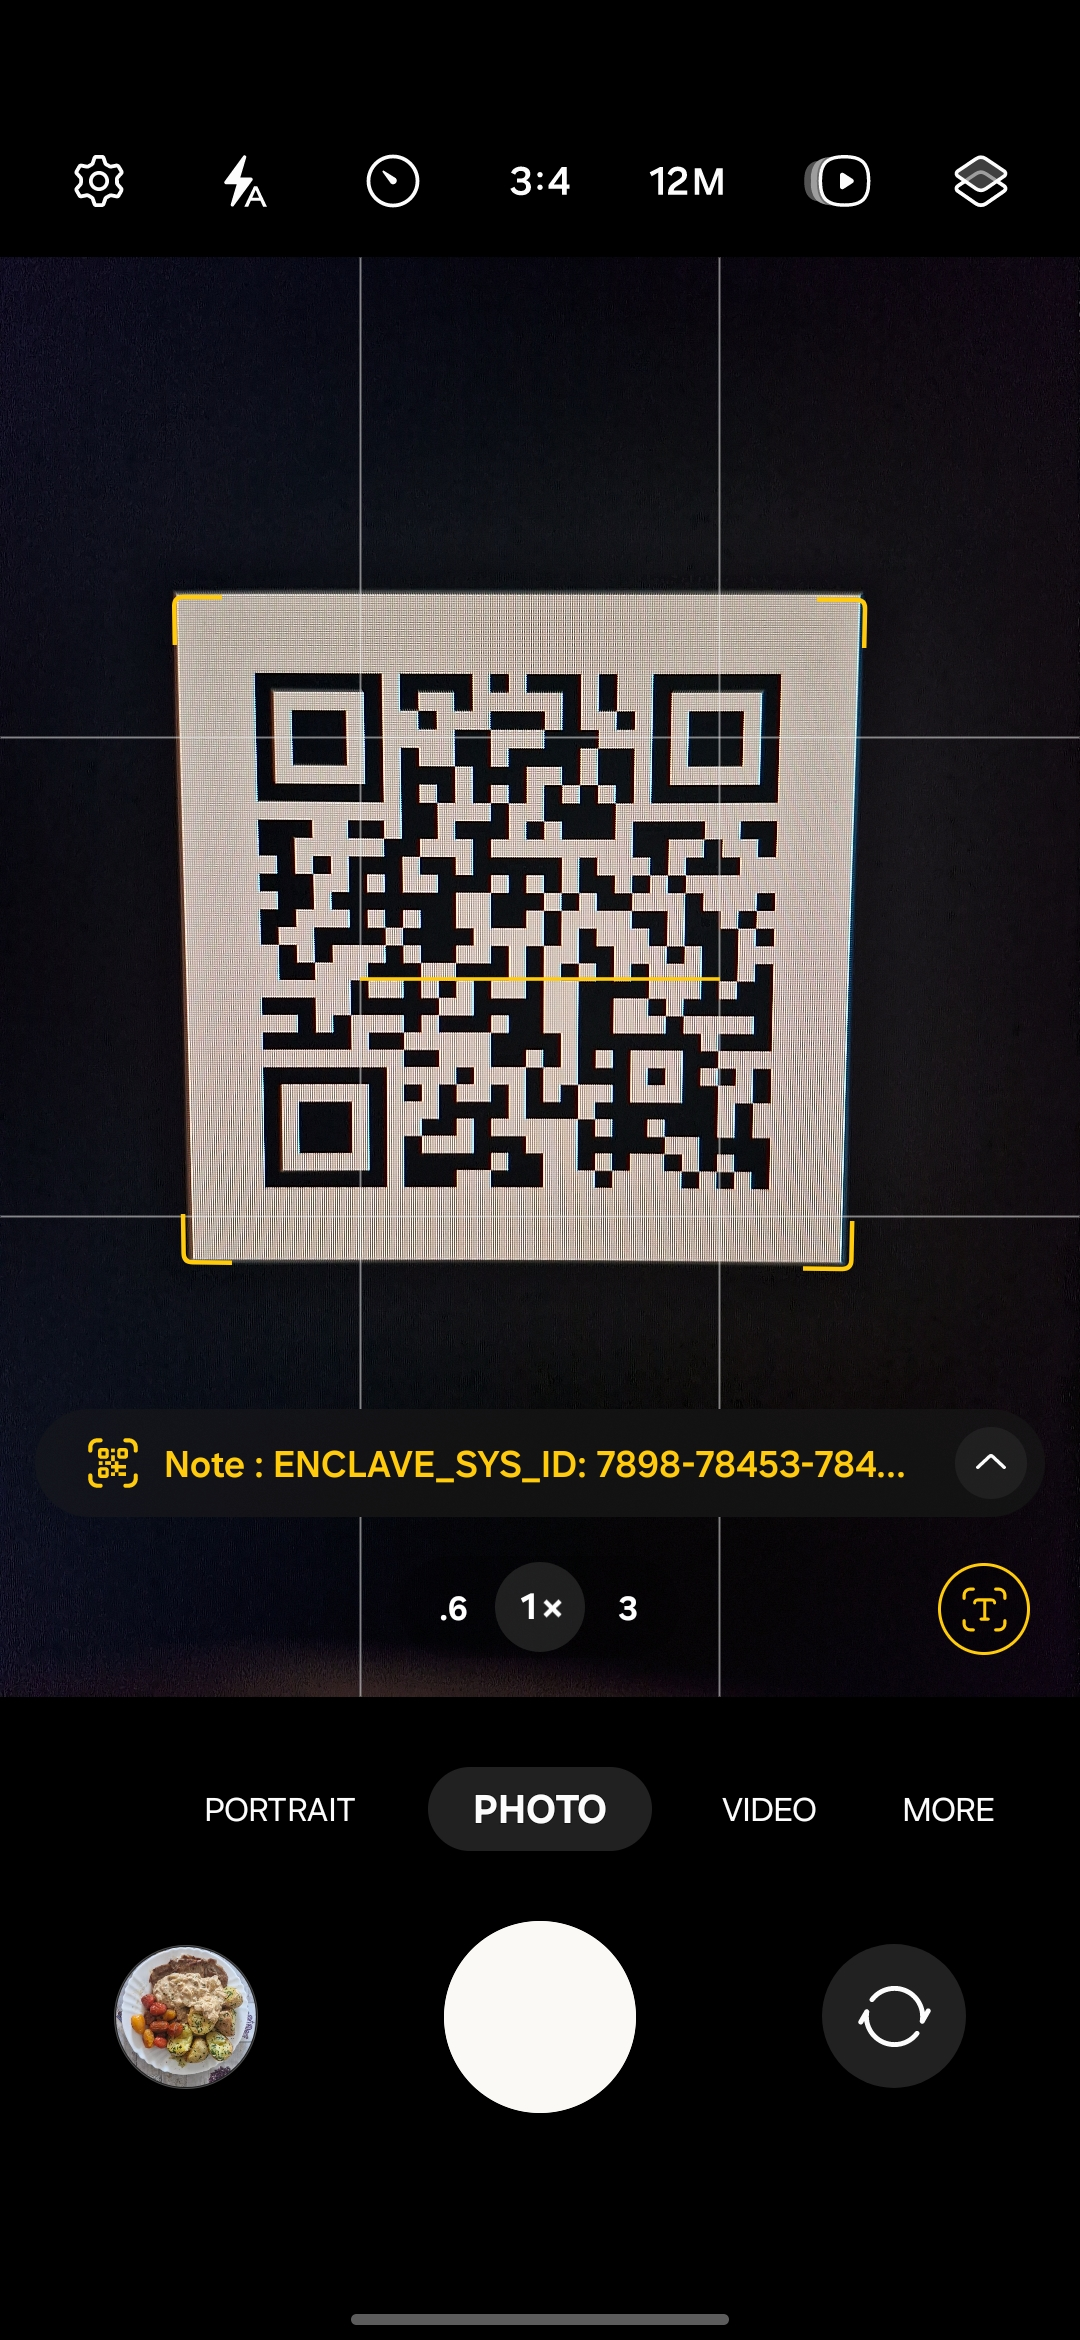 A
3:4
12M
Note : ENCLAVE_SYS_ID: 7898-78453-784...
.6
1×
3
T
PORTRAIT
PHOTO
VIDEO
MORE